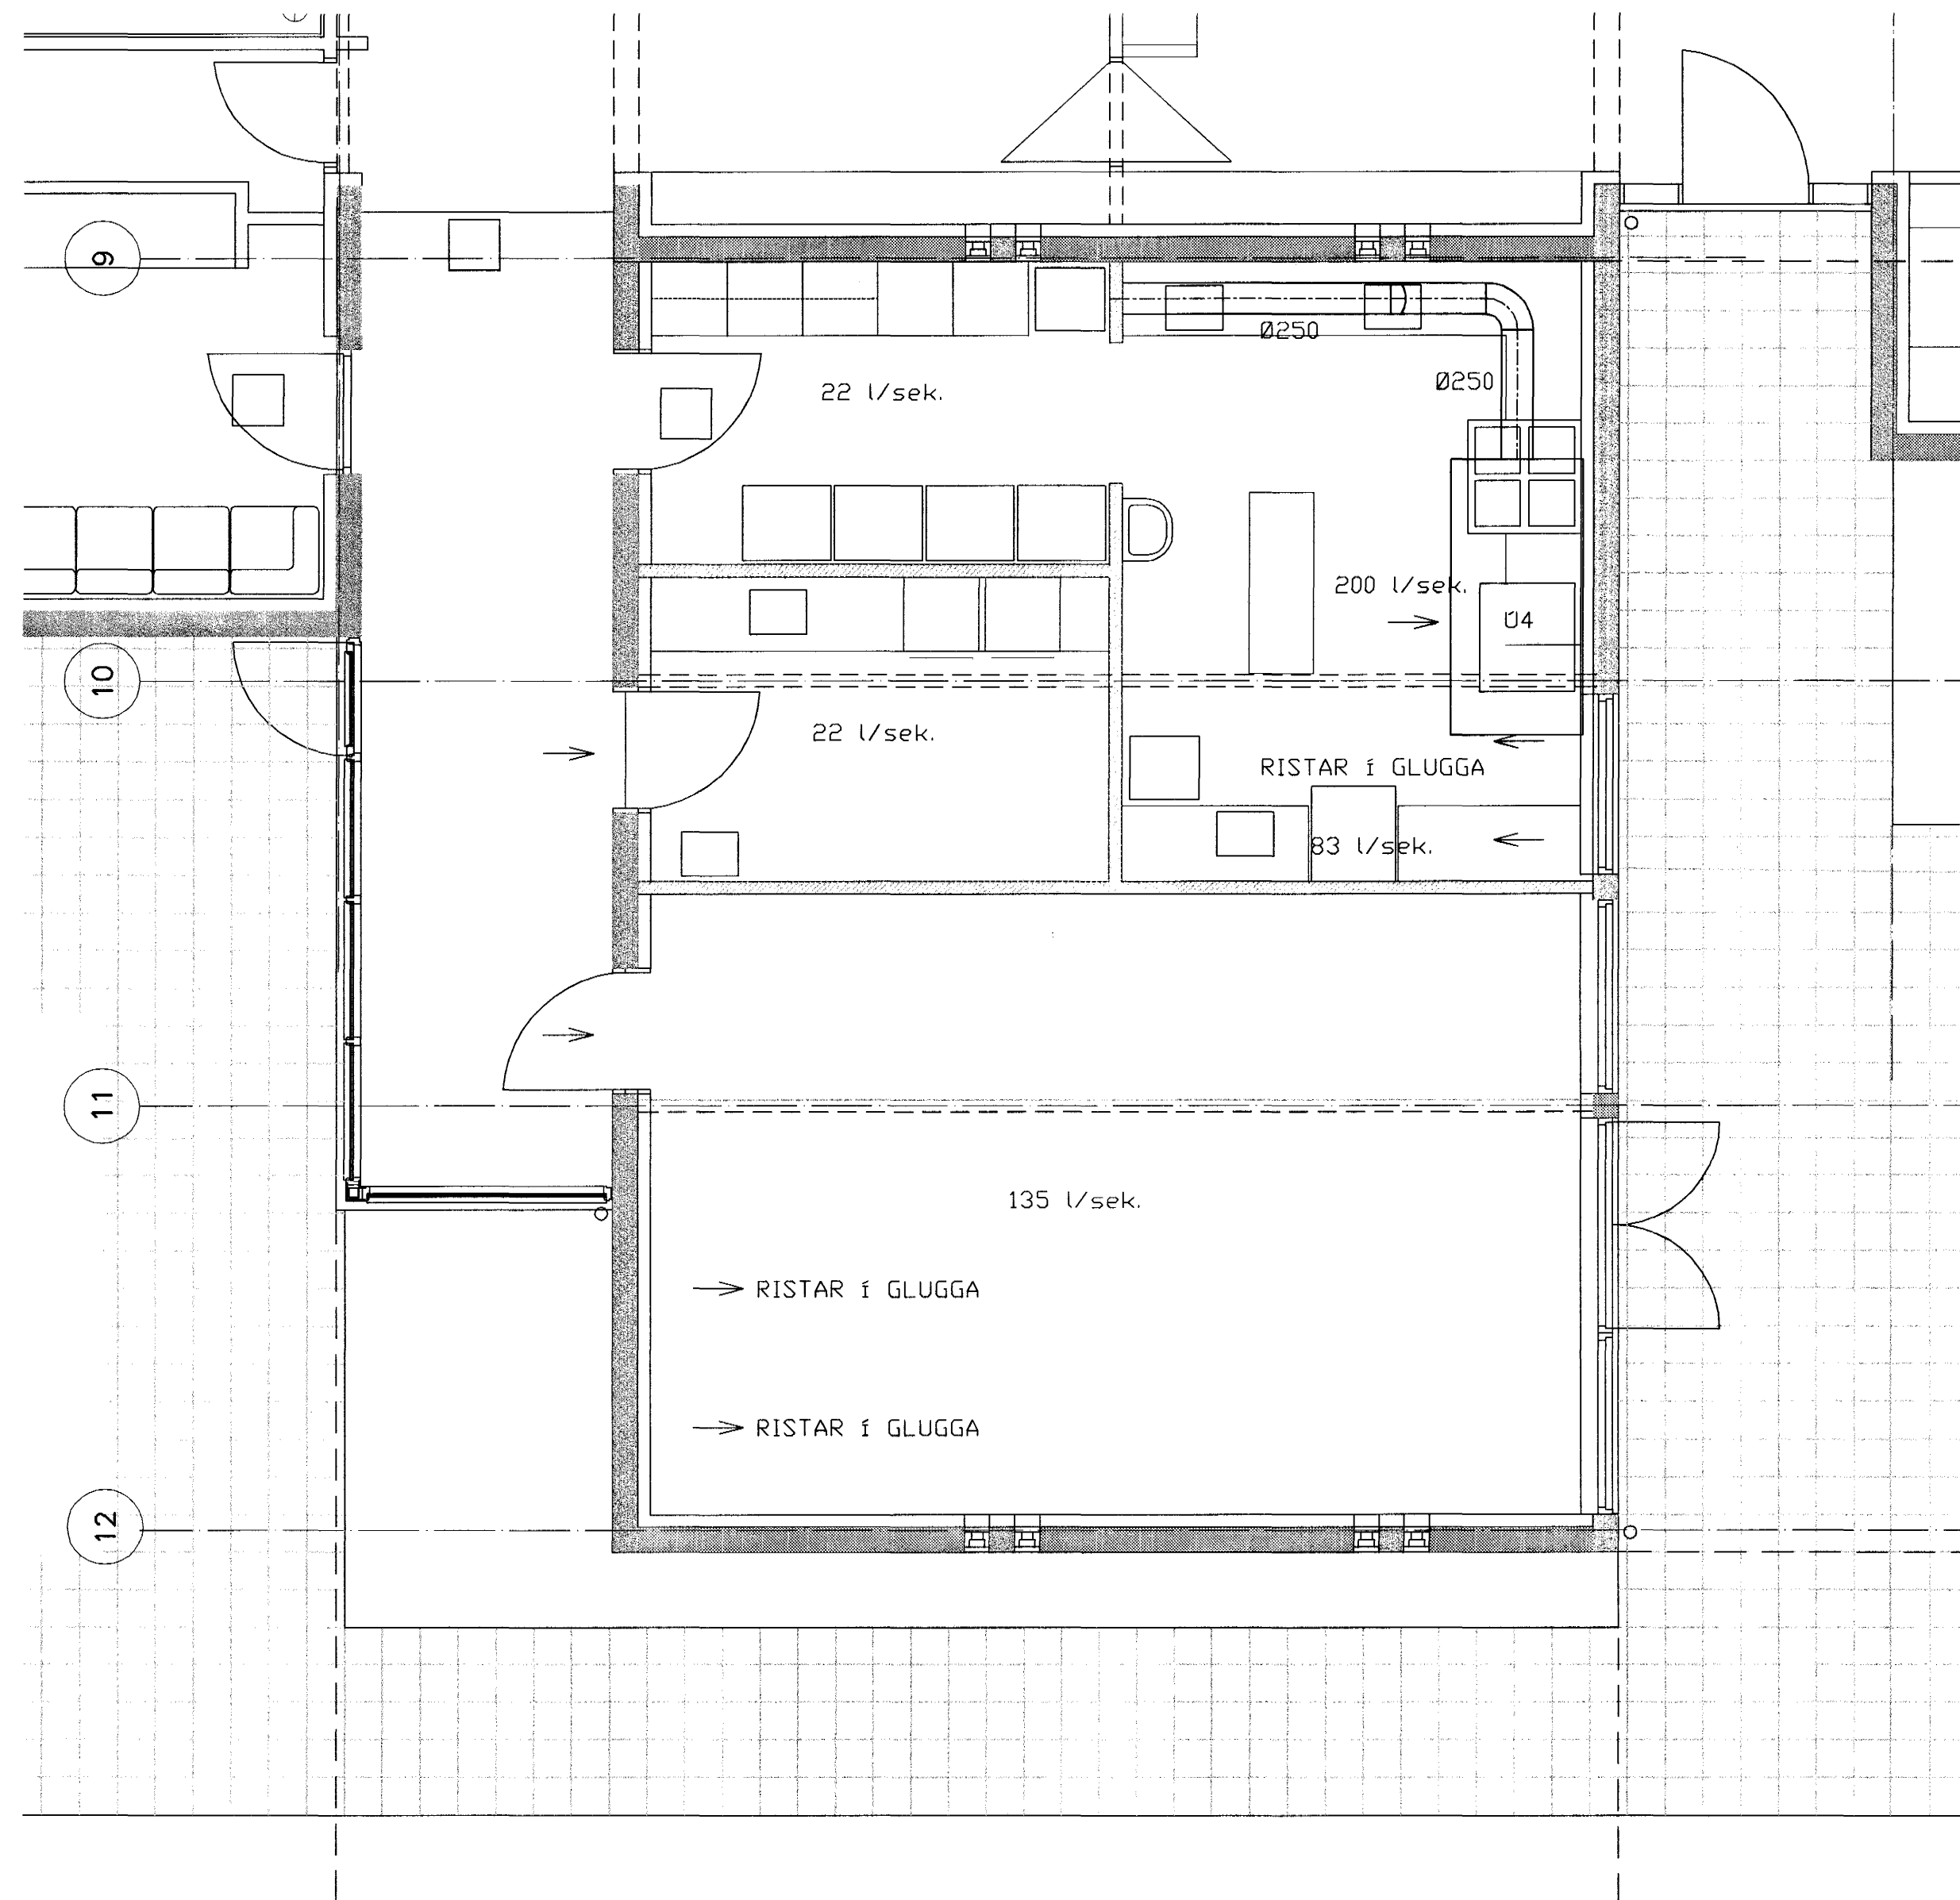 9
Ø250
Ø250
22 l/sek.
200 l/sek.
Ú4
10
22 l/sek.
RISTAR í GLUGGA
83 l/sek.
11
135 l/sek.
RISTAR í GLUGGA
RISTAR í GLUGGA
12